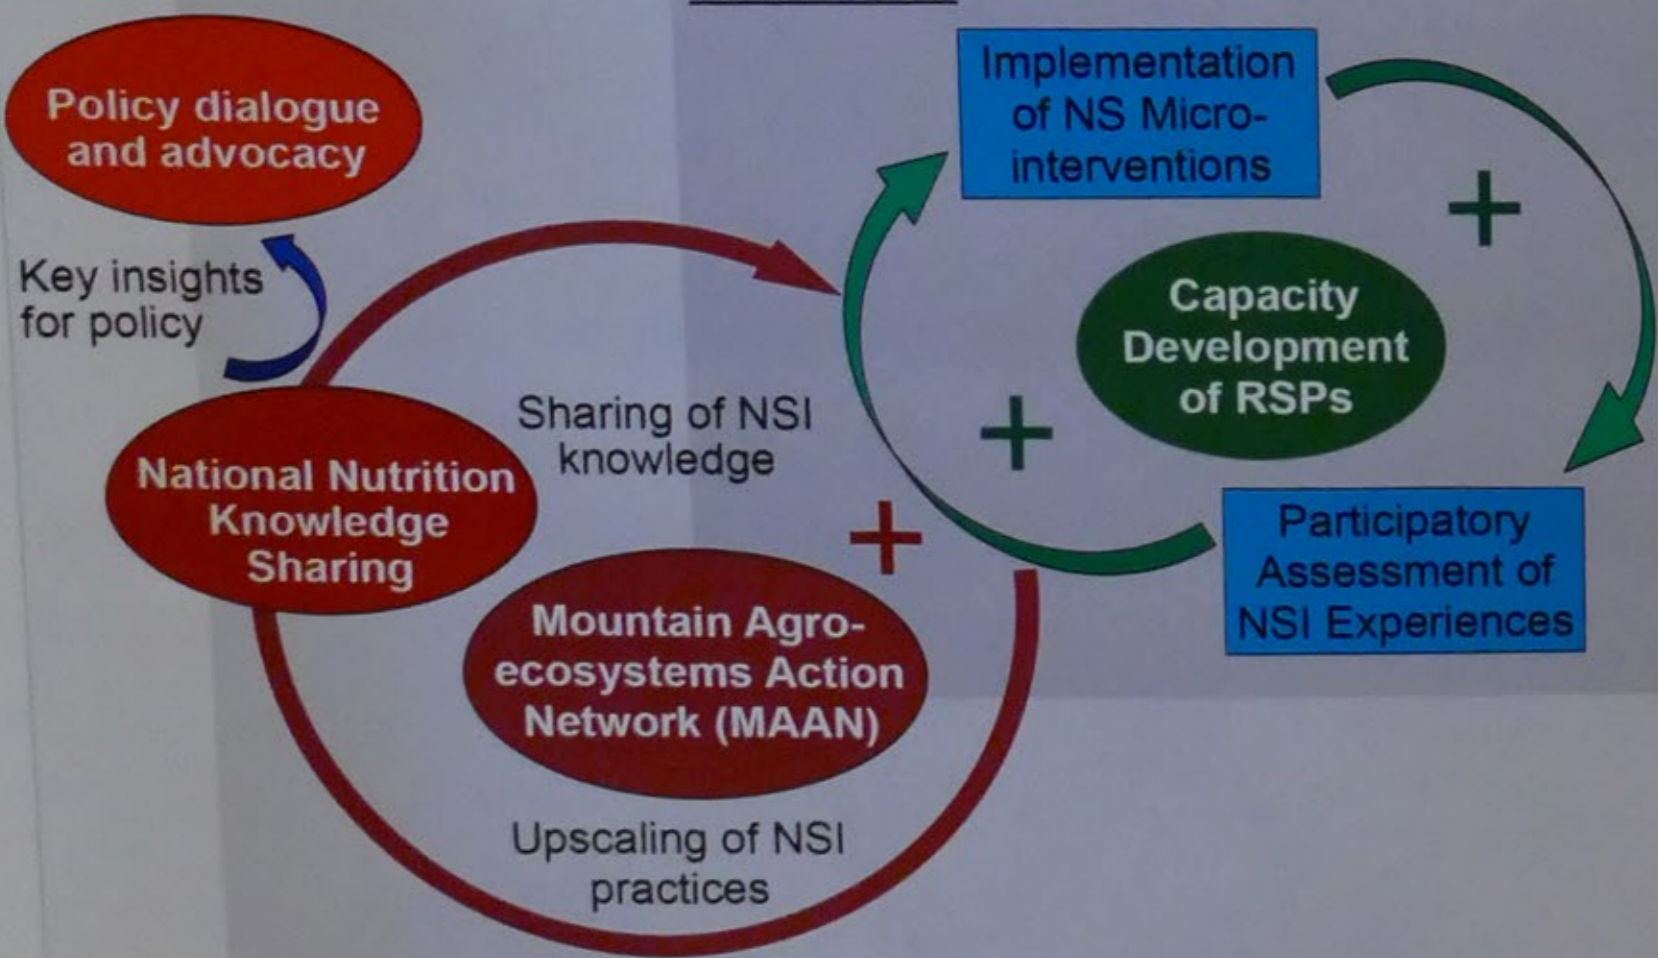 Policy dialogue
and advocacy
Key insights
for policy
National Nutrition
Knowledge
Sharing
Sharing of NSI
knowledge
Mountain Agro-
ecosystems Action
Network (MAAN)
Upscaling of NSI
practices
Implementation
of NS Micro-
interventions
+
Capacity
Development
of RSPs
+
+
Participatory
Assessment of
NSI Experiences